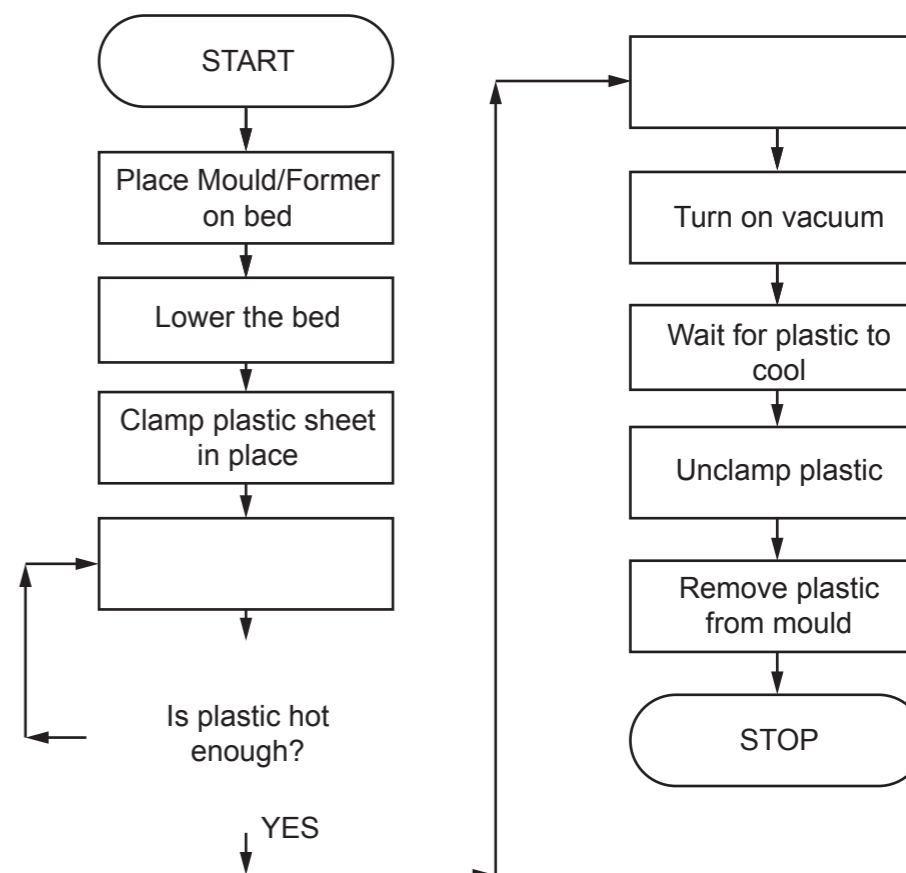 START
Place Mould/Former
on bed
Lower the bed
Clamp plastic sheet
in place
Is plastic hot
enough?
YES
Turn on vacuum
Wait for plastic to
cool
Unclamp plastic
Remove plastic
from mould
STOP